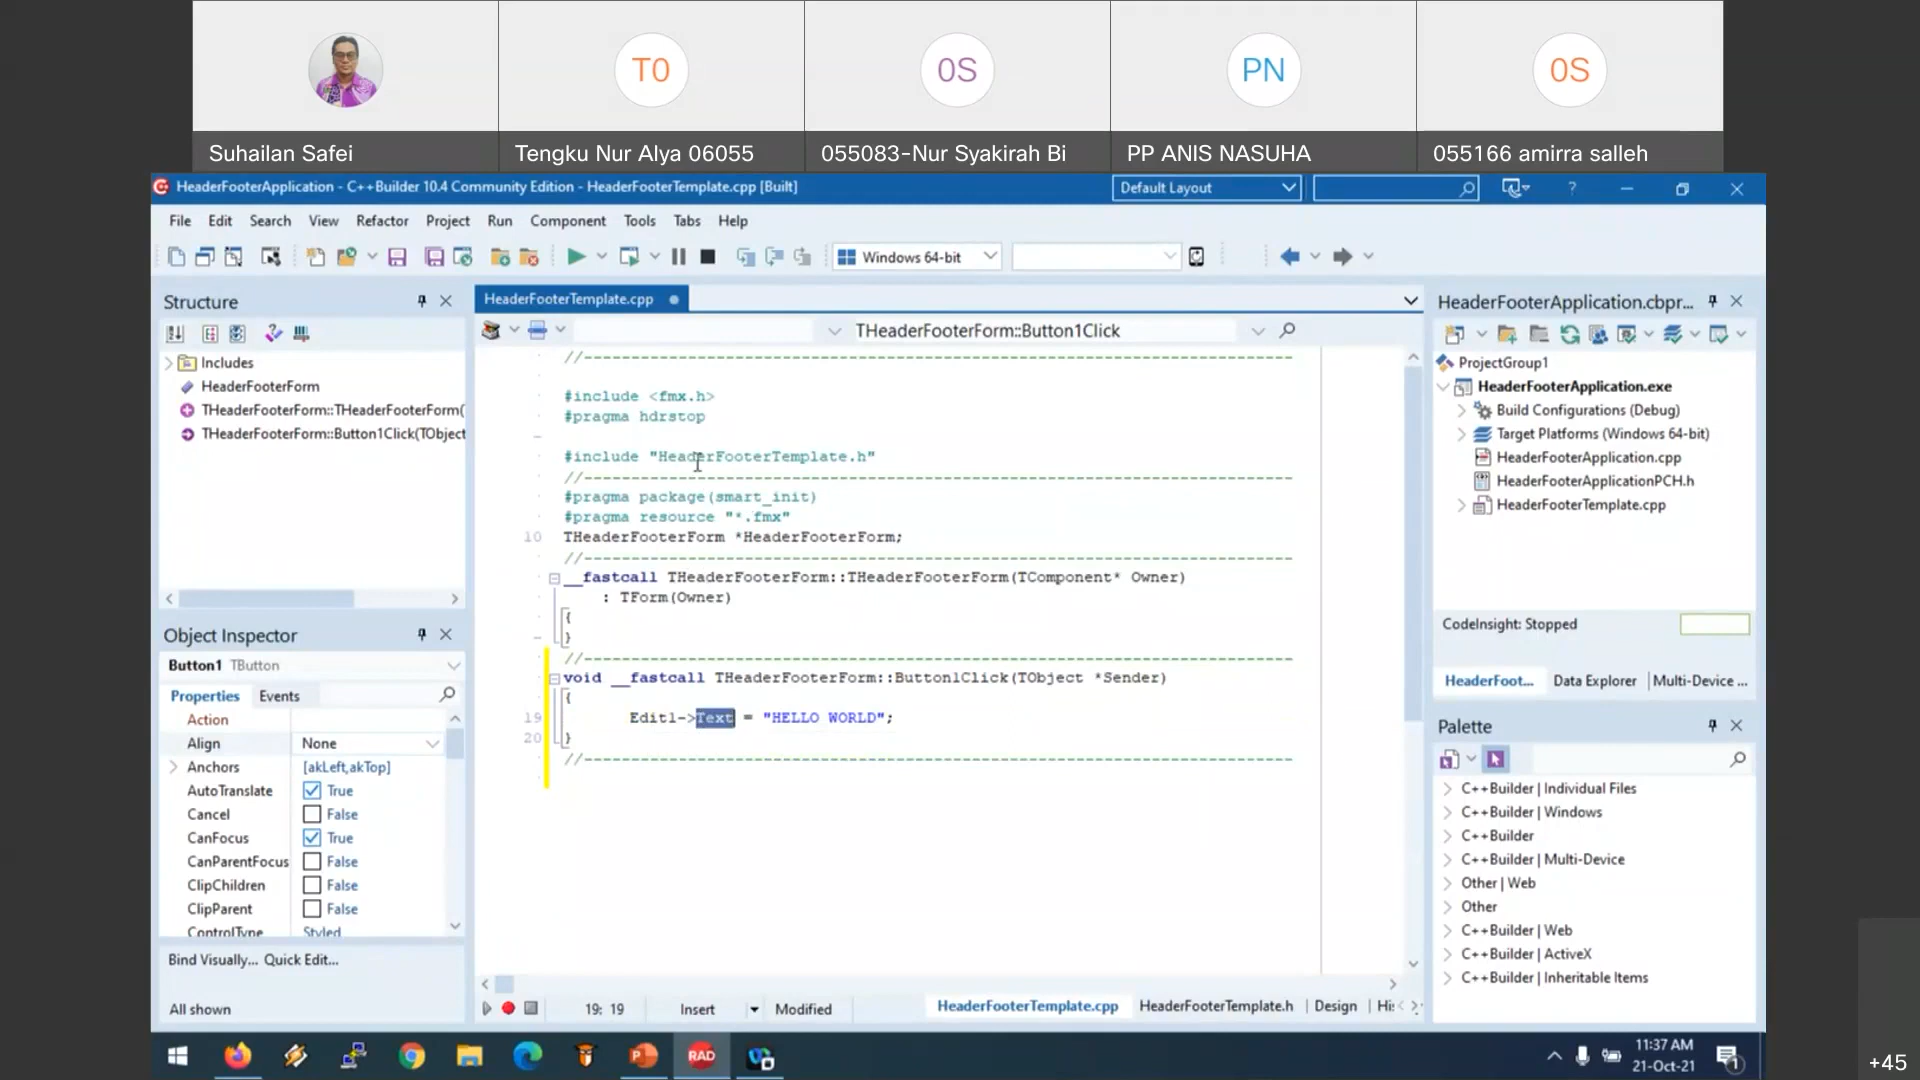 TO
OS
PN
OS
Suhailan Safei
Tengku Nur Alya 06055
055083-Nur Syakirah Bi
PP ANIS NASUHA
055166 amirra salleh
HeaderFooterApplication - C++Builder 10.4 Community Edition - HeaderFooterTemplate.cpp [Built]
Default Layout
?
File Edit Search View Refactor Project Run Component Tools Tabs Help
Windows 64-bit
Structure
Includes
HeaderFooterForm
THeaderFooterForm::THeaderFooterForm(
THeaderFooterForm::Button1Click(TObject
Object Inspector
Button1 TButton
Properties Events
Action
Align None
Anchors [akLeft,akTop]
AutoTranslate True
Cancel False
CanFocus True
CanParentFocus False
ClipChildren False
ClipParent False
ControlType Styled
Bind Visually... Quick Edit...
All shown
HeaderFooterTemplate.cpp
THeaderFooterForm::Button1Click
//---------------------------------------------------------------------------
#include <fmx.h>
#pragma hdrstop
#include "HeaderFooterTemplate.h"
//---------------------------------------------------------------------------
#pragma package(smart_init)
#pragma resource "*.fmx"
10 THeaderFooterForm *HeaderFooterForm;
//---------------------------------------------------------------------------
__fastcall THeaderFooterForm::THeaderFooterForm(TComponent* Owner)
: TForm(Owner)
{
}
//---------------------------------------------------------------------------
void __fastcall THeaderFooterForm::Button1Click(TObject *Sender)
{
19 Edit1->Text = "HELLO WORLD";
20 }
//---------------------------------------------------------------------------
19: 19 Insert Modified
HeaderFooterTemplate.cpp HeaderFooterTemplate.h Design His
HeaderFooterApplication.cbpr...
ProjectGroup1
HeaderFooterApplication.exe
Build Configurations (Debug)
Target Platforms (Windows 64-bit)
HeaderFooterApplication.cpp
HeaderFooterApplicationPCH.h
HeaderFooterTemplate.cpp
CodeInsight: Stopped
HeaderFoot... Data Explorer Multi-Device ...
Palette
C++Builder | Individual Files
C++Builder | Windows
C++Builder
C++Builder | Multi-Device
Other | Web
Other
C++Builder | Web
C++Builder | ActiveX
C++Builder | Inheritable Items
RAD
11:37 AM
21-Oct-21
1
+45